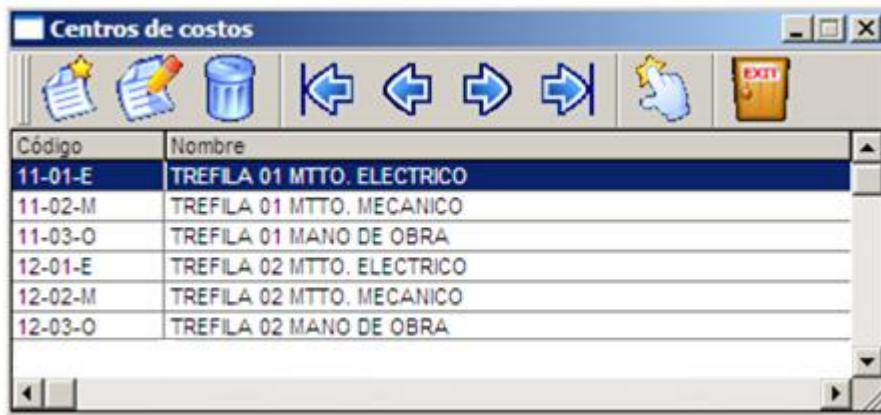 Centros de costos
EXIT
Código Nombre
11-01-E TREFILA 01 MTTO. ELECTRICO
11-02-M TREFILA 01 MTTO. MECANICO
11-03-O TREFILA 01 MANO DE OBRA
12-01-E TREFILA 02 MTTO. ELECTRICO
12-02-M TREFILA 02 MTTO. MECANICO
12-03-O TREFILA 02 MANO DE OBRA